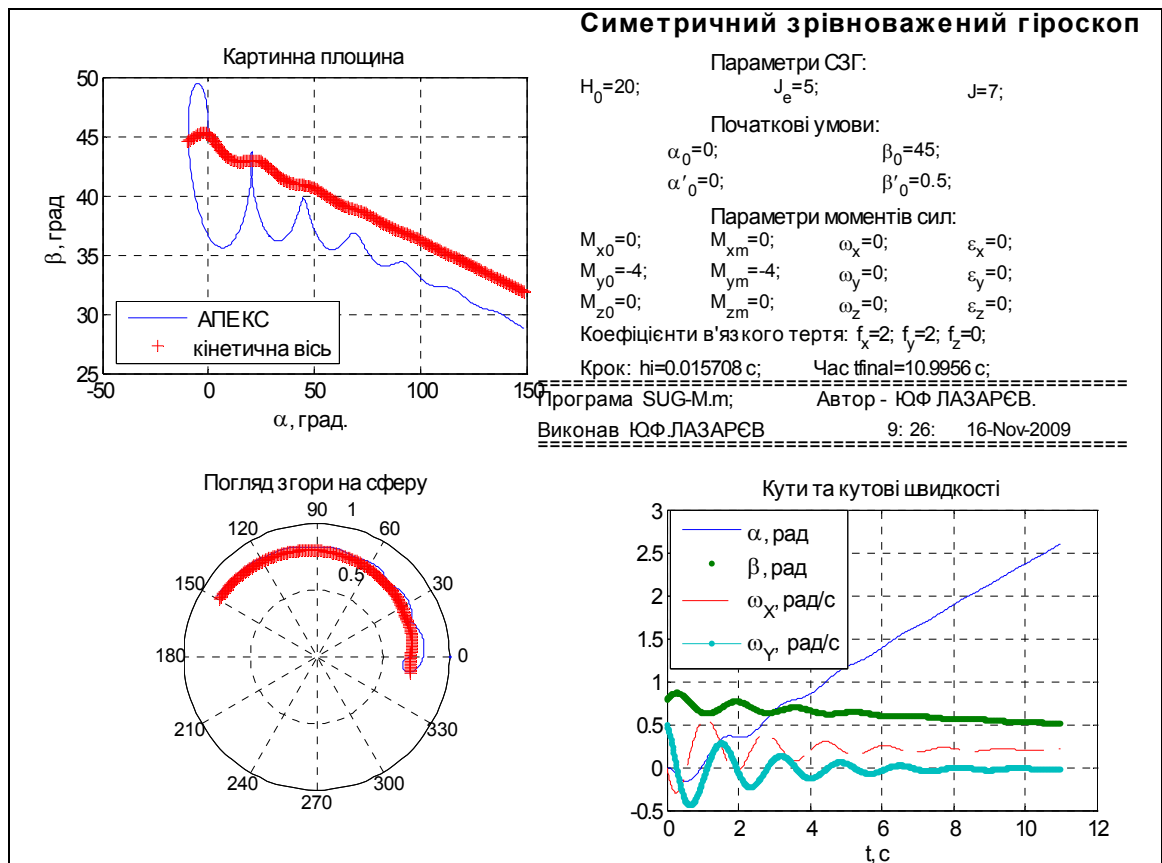 Симетричний зрівноважений гіроскоп
Параметри СЗГ:
H0=20; Je=5; J=7;
Початкові умови:
α0=0; β0=45;
α′0=0; β′0=0.5;
Параметри моментів сил:
Mx0=0; Mxm=0; ωx=0; εx=0;
My0=-4; Mym=-4; ωy=0; εy=0;
Mz0=0; Mzm=0; ωz=0; εz=0;
Коефіцієнти в'язкого тертя: fx=2; fy=2; fz=0;
Крок: hi=0.015708 c; Час tfinal=10.9956 c;
==========================================================
Програма SUG-M.m; Автор - Ю.Ф ЛАЗАРЄВ.
Виконав Ю.Ф.ЛАЗАРЄВ 9: 26: 16-Nov-2009
==========================================================
Картинна площина
β, град
50
45
40
35
30
25
АПЕКС
кінетична вісь
-50 0 50 100 150
α, град.
Погляд згори на сферу
90 1
120 60
0.5
150 30
180 0
210 330
240 300
270
Кути та кутові швидкості
3
2.5
2
1.5
1
0.5
0
-0.5
α, рад
β, рад
ωX, рад/с
ωY, рад/с
0 2 4 6 8 10 12
t, c